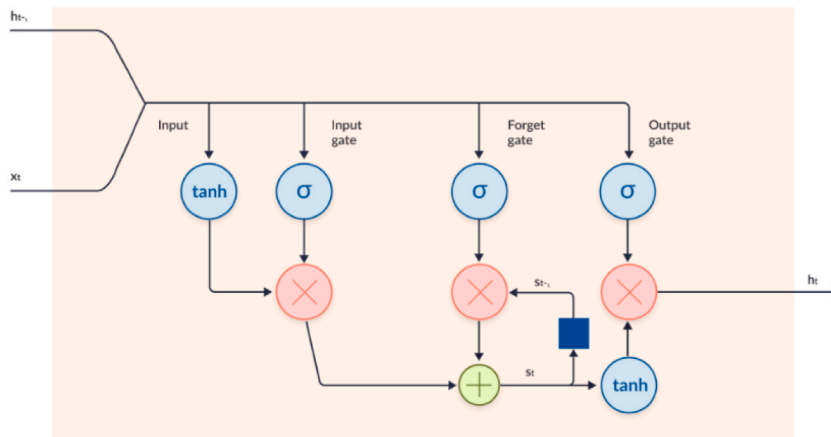 ht-1
Input
Input
gate
Forget
gate
Output
gate
xt
tanh
σ
σ
σ
st-1
ht
st
tanh